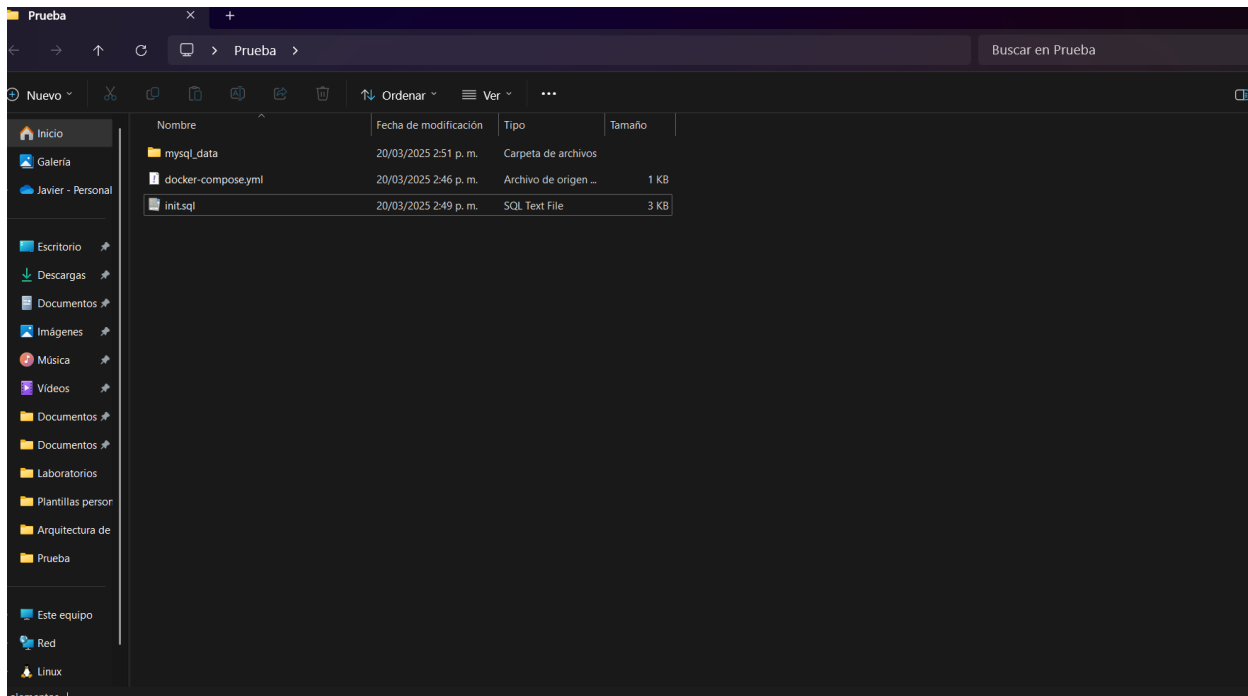 Prueba
Prueba
Buscar en Prueba
Nuevo
Ordenar
Ver
Inicio
Galería
Javier - Personal
Escritorio
Descargas
Documentos
Imágenes
Música
Vídeos
Documentos
Documentos
Laboratorios
Plantillas person
Arquitectura de
Prueba
Este equipo
Red
Linux
Nombre Fecha de modificación Tipo Tamaño
mysql_data 20/03/2025 2:51 p. m. Carpeta de archivos
docker-compose.yml 20/03/2025 2:46 p. m. Archivo de origen ... 1 KB
init.sql 20/03/2025 2:49 p. m. SQL Text File 3 KB